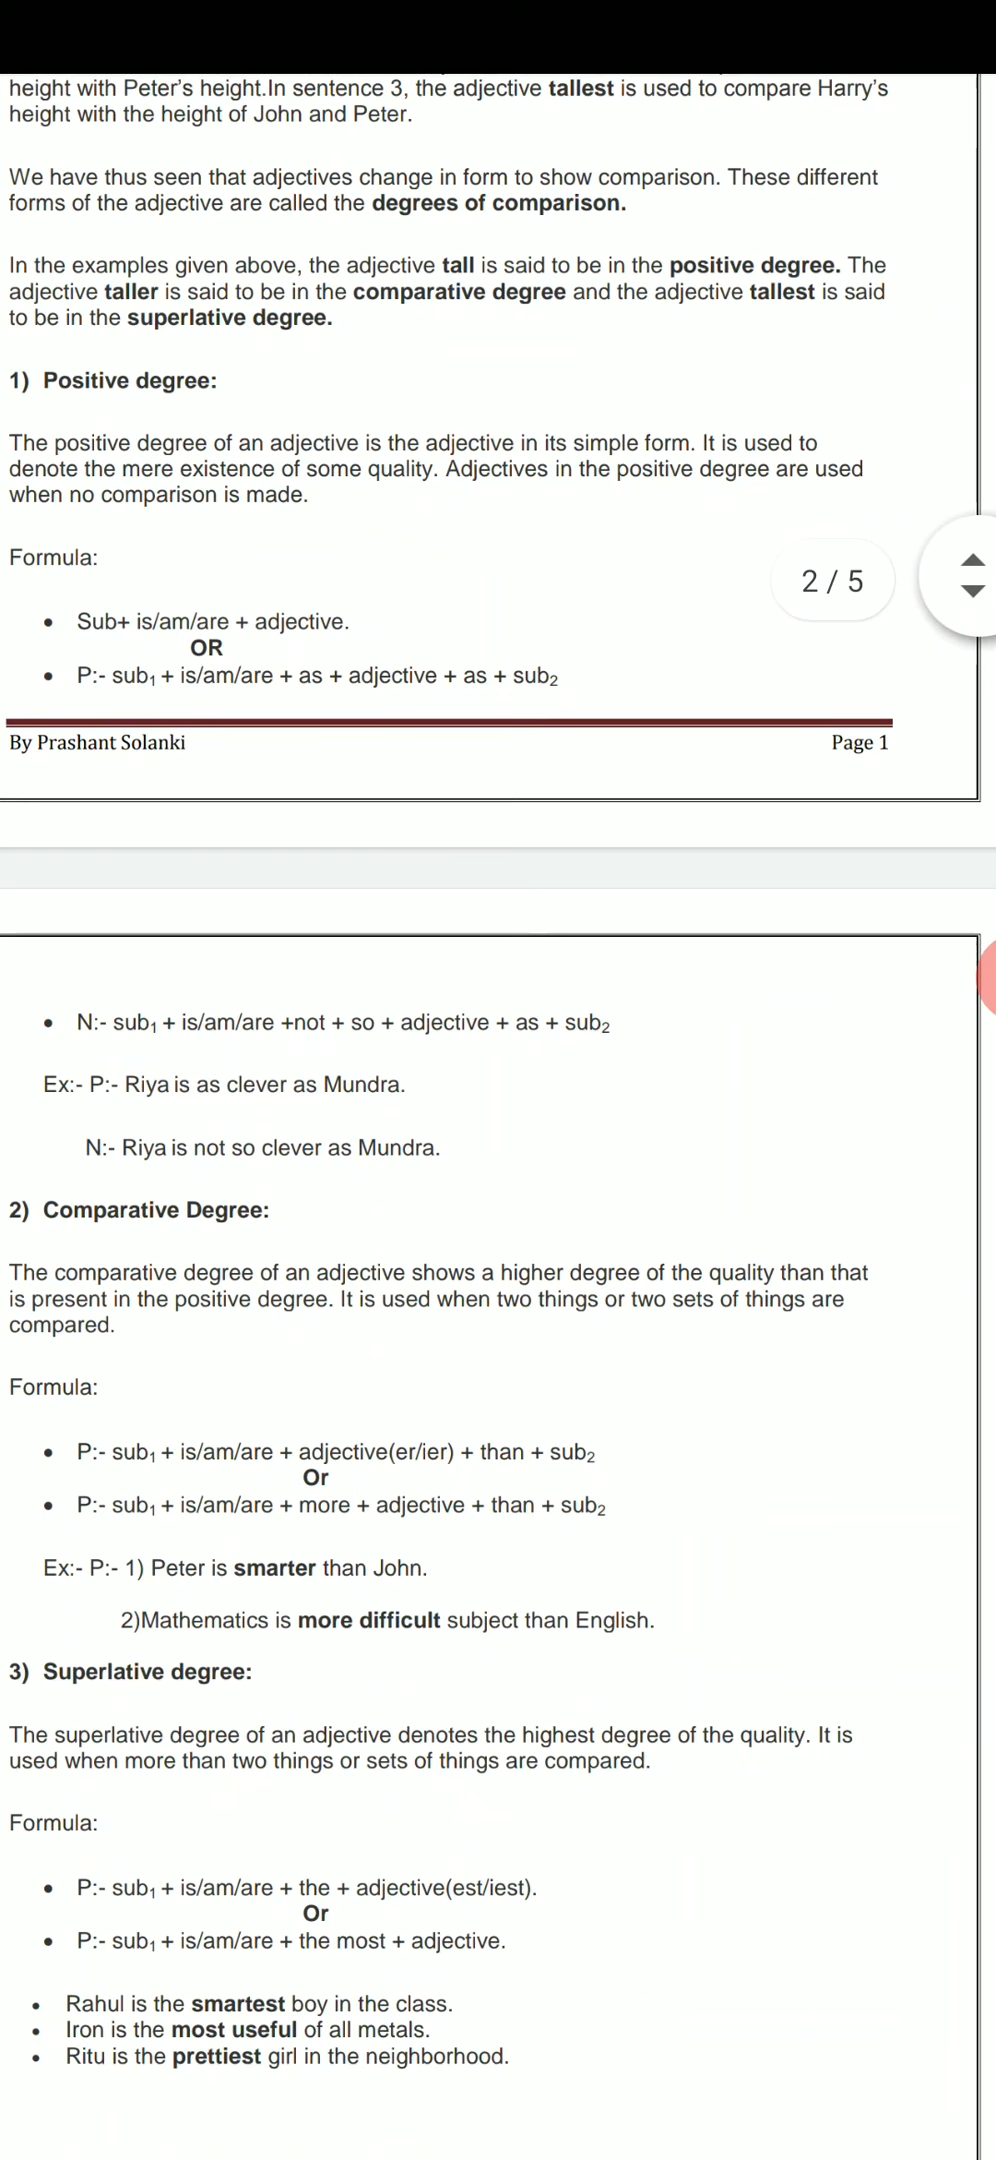 height with Peter's height.In sentence 3, the adjective tallest is used to compare Harry's
height with the height of John and Peter.
We have thus seen that adjectives change in form to show comparison. These different
forms of the adjective are called the degrees of comparison.
In the examples given above, the adjective tall is said to be in the positive degree. The
adjective taller is said to be in the comparative degree and the adjective tallest is said
to be in the superlative degree.
1) Positive degree:
The positive degree of an adjective is the adjective in its simple form. It is used to
denote the mere existence of some quality. Adjectives in the positive degree are used
when no comparison is made.
Formula:
2 / 5
• Sub+ is/am/are + adjective.
OR
• P:- sub₁ + is/am/are + as + adjective + as + sub₂
By Prashant Solanki Page 1
• N:- sub₁ + is/am/are +not + so + adjective + as + sub₂
Ex:- P:- Riya is as clever as Mundra.
N:- Riya is not so clever as Mundra.
2) Comparative Degree:
The comparative degree of an adjective shows a higher degree of the quality than that
is present in the positive degree. It is used when two things or two sets of things are
compared.
Formula:
• P:- sub₁ + is/am/are + adjective(er/ier) + than + sub₂
Or
• P:- sub₁ + is/am/are + more + adjective + than + sub₂
Ex:- P:- 1) Peter is smarter than John.
2)Mathematics is more difficult subject than English.
3) Superlative degree:
The superlative degree of an adjective denotes the highest degree of the quality. It is
used when more than two things or sets of things are compared.
Formula:
• P:- sub₁ + is/am/are + the + adjective(est/iest).
Or
• P:- sub₁ + is/am/are + the most + adjective.
• Rahul is the smartest boy in the class.
• Iron is the most useful of all metals.
• Ritu is the prettiest girl in the neighborhood.